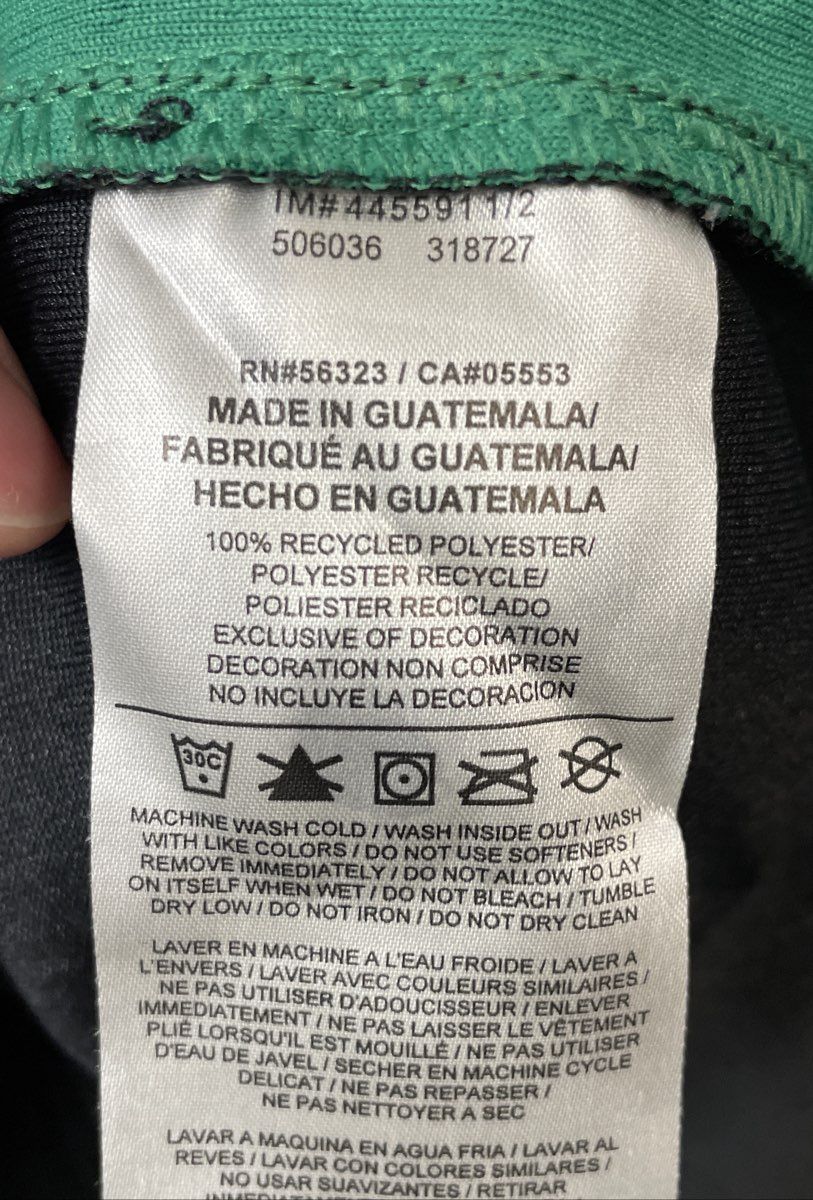 IM#445591 1/2
506036 318727
RN#56323 / CA#05553
MADE IN GUATEMALA/
FABRIQUÉ AU GUATEMALA/
HECHO EN GUATEMALA
100% RECYCLED POLYESTER/
POLYESTER RECYCLE/
POLIESTER RECICLADO
EXCLUSIVE OF DECORATION
DECORATION NON COMPRISE
NO INCLUYE LA DECORACION
30C
MACHINE WASH COLD / WASH INSIDE OUT / WASH
WITH LIKE COLORS / DO NOT USE SOFTENERS /
REMOVE IMMEDIATELY / DO NOT ALLOW TO LAY
ON ITSELF WHEN WET / DO NOT BLEACH / TUMBLE
DRY LOW / DO NOT IRON / DO NOT DRY CLEAN
LAVER EN MACHINE A L'EAU FROIDE / LAVER A
L'ENVERS / LAVER AVEC COULEURS SIMILAIRES /
NE PAS UTILISER D'ADOUCISSEUR / ENLEVER
IMMEDIATEMENT / NE PAS LAISSER LE VÊTEMENT
PLIÉ LORSQU'IL EST MOUILLÉ / NE PAS UTILISER
D'EAU DE JAVEL / SECHER EN MACHINE CYCLE
DELICAT / NE PAS REPASSER /
NE PAS NETTOYER A SEC
LAVAR A MAQUINA EN AGUA FRIA / LAVAR AL
REVES / LAVAR CON COLORES SIMILARES /
NO USAR SUAVIZANTES / RETIRAR